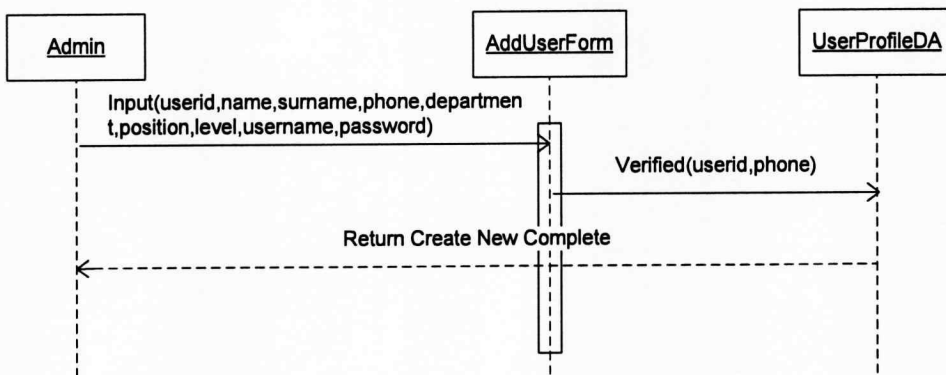 Admin
AddUserForm
UserProfileDA
Input(userid,name,surname,phone,departmen
t,position,level,username,password)
Verified(userid,phone)
Return Create New Complete